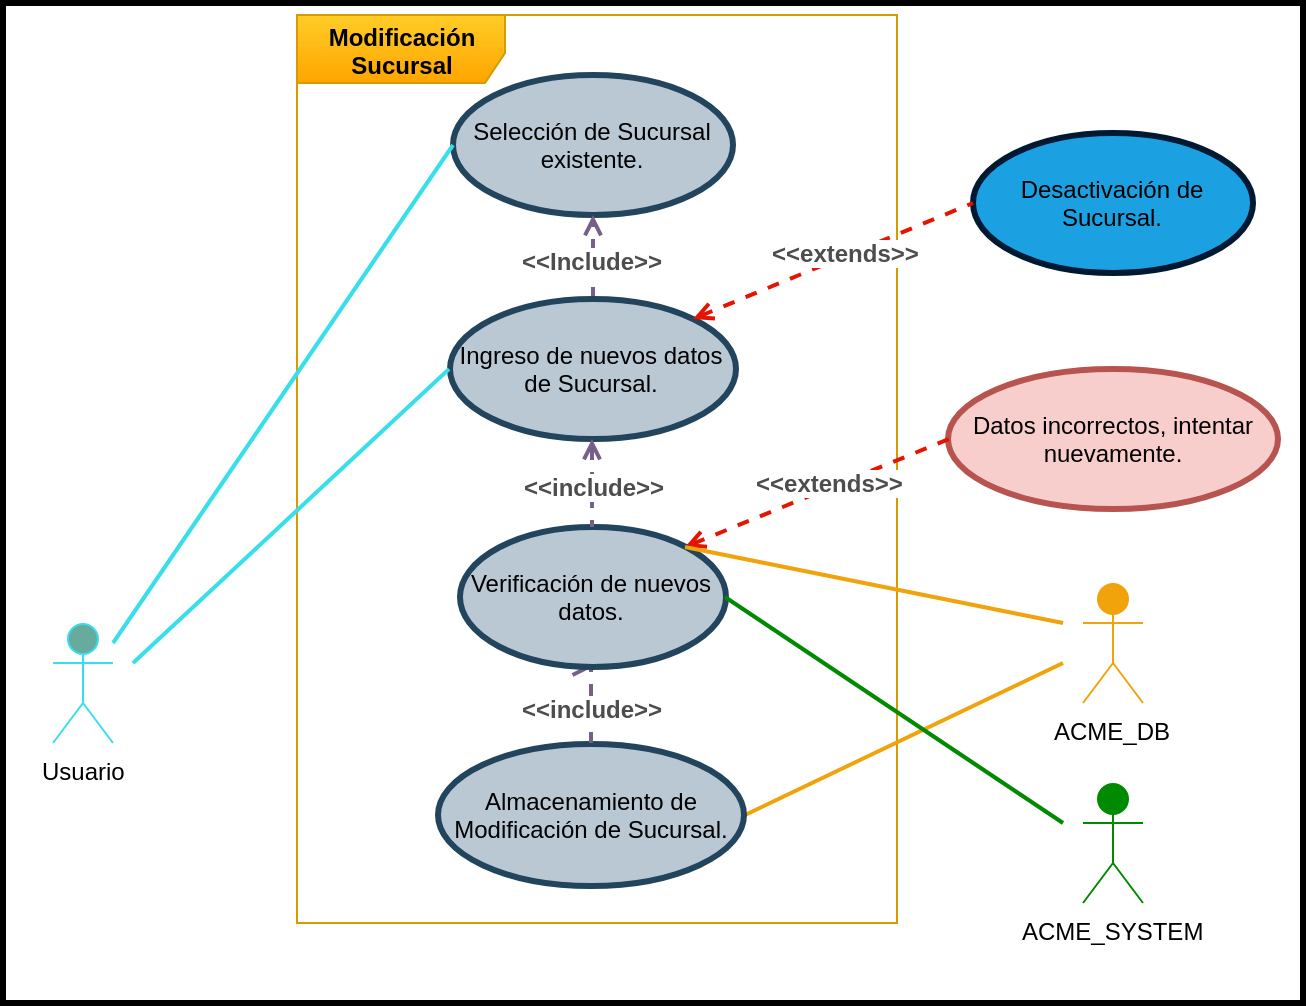 Modificación
Sucursal
Selección de Sucursal
existente.
Desactivación de
Sucursal.
<<Include>>
<<extends>>
Ingreso de nuevos datos
de Sucursal.
Datos incorrectos, intentar
nuevamente.
<<include>>
<<extends>>
Verificación de nuevos
datos.
<<include>>
ACME_DB
Usuario
Almacenamiento de
Modificación de Sucursal.
ACME_SYSTEM